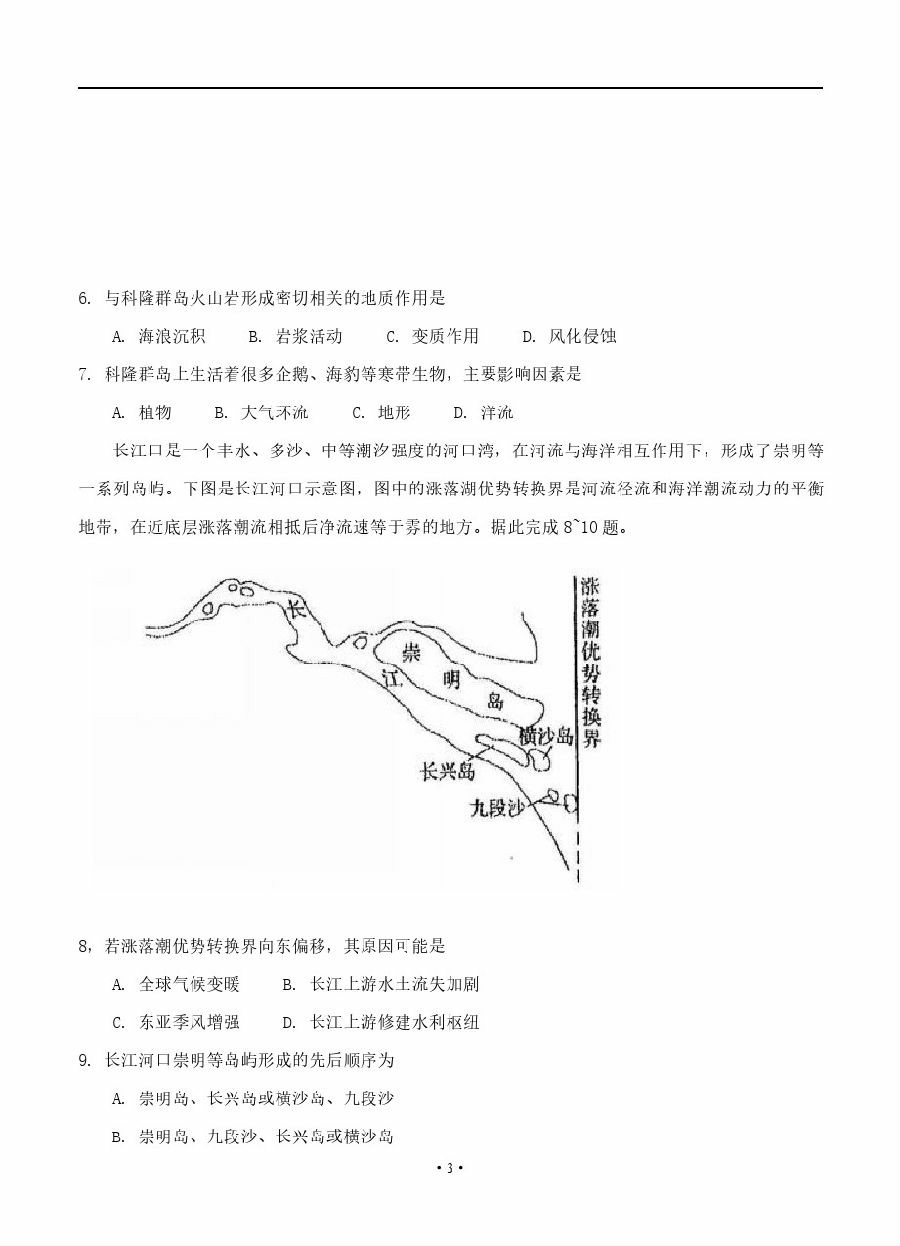 6. 与科隆群岛火山岩形成密切相关的地质作用是
A. 海浪沉积 B. 岩浆活动 C. 变质作用 D. 风化侵蚀
7. 科隆群岛上生活着很多企鹅、海豹等寒带生物，主要影响因素是
A. 植物 B. 大气环流 C. 地形 D. 洋流
长江口是一个丰水、多沙、中等潮汐强度的河口湾，在河流与海洋相互作用下，形成了崇明等
一系列岛屿。下图是长江河口示意图，图中的涨落湖优势转换界是河流径流和海洋潮流动力的平衡
地带，在近底层涨落潮流相抵后净流速等于雾的地方。据此完成 8~10 题。
长
江
崇
明
岛
横沙岛
长兴岛
九段沙
涨落潮优势转换界
8，若涨落潮优势转换界向东偏移，其原因可能是
A. 全球气候变暖 B. 长江上游水土流失加剧
C. 东亚季风增强 D. 长江上游修建水利枢纽
9. 长江河口崇明等岛屿形成的先后顺序为
A. 崇明岛、长兴岛或横沙岛、九段沙
B. 崇明岛、九段沙、长兴岛或横沙岛
·3·